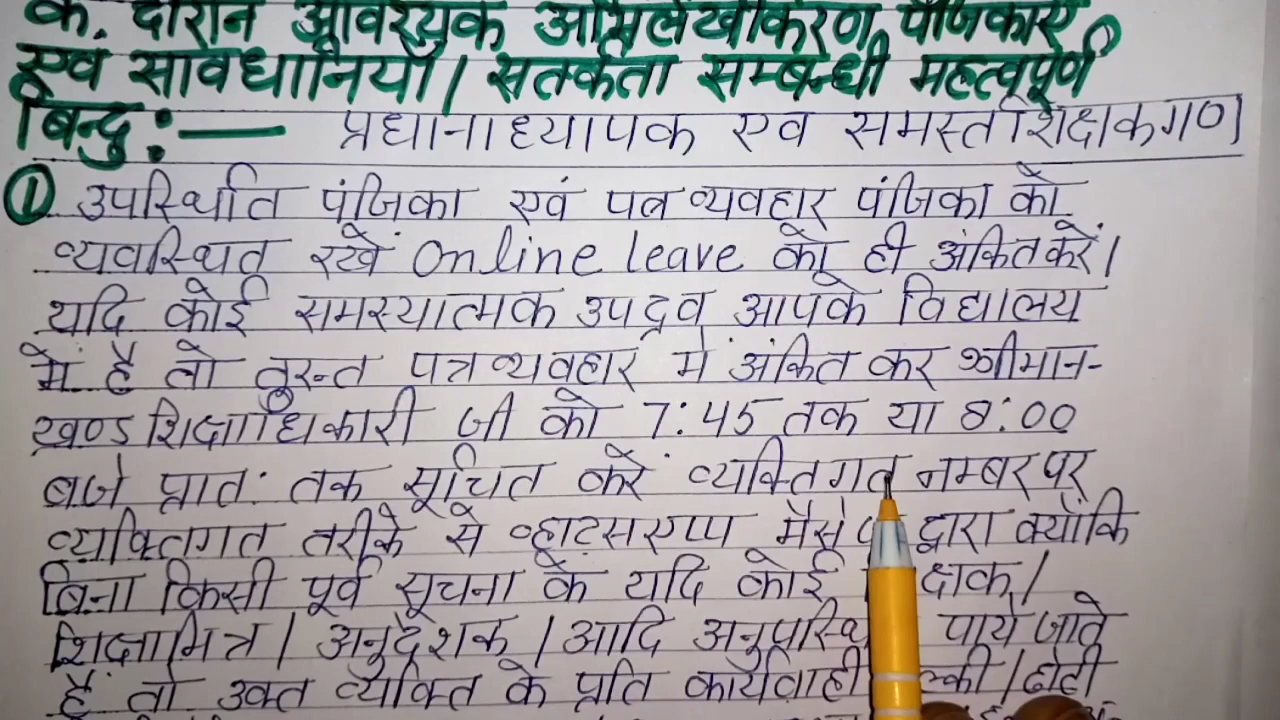 के दौरान आवश्यक अभिलेखीकरण पंजिकाएं
एवं सावधानियाँ / सतर्कता सम्बन्धी महत्वपूर्ण
बिन्दु :— प्रधानाध्यापक एवं समस्त शिक्षकगण
① उपस्थिति पंजिका एवं पत्र व्यवहार पंजिका को
व्यवस्थित रखें Online leave को ही अंकित करें।
यदि कोई समस्यात्मक उपद्रव आपके विद्यालय
में है तो तुरन्त पत्र व्यवहार में अंकित कर श्रीमान-
खण्ड शिक्षाधिकारी जी को 7:45 तक या 8:00
बजे प्रात: तक सूचित करें व्यक्तिगत नम्बर पर
व्यक्तिगत तरीके से व्हाट्सएप्प द्वारा क्योंकि
बिना किसी पूर्व सूचना के यदि कोई
शिक्षामित्र / अनुदेशक / आदि पाये जाते
हैं तो उक्त व्यक्ति के प्रति कार्यवाही